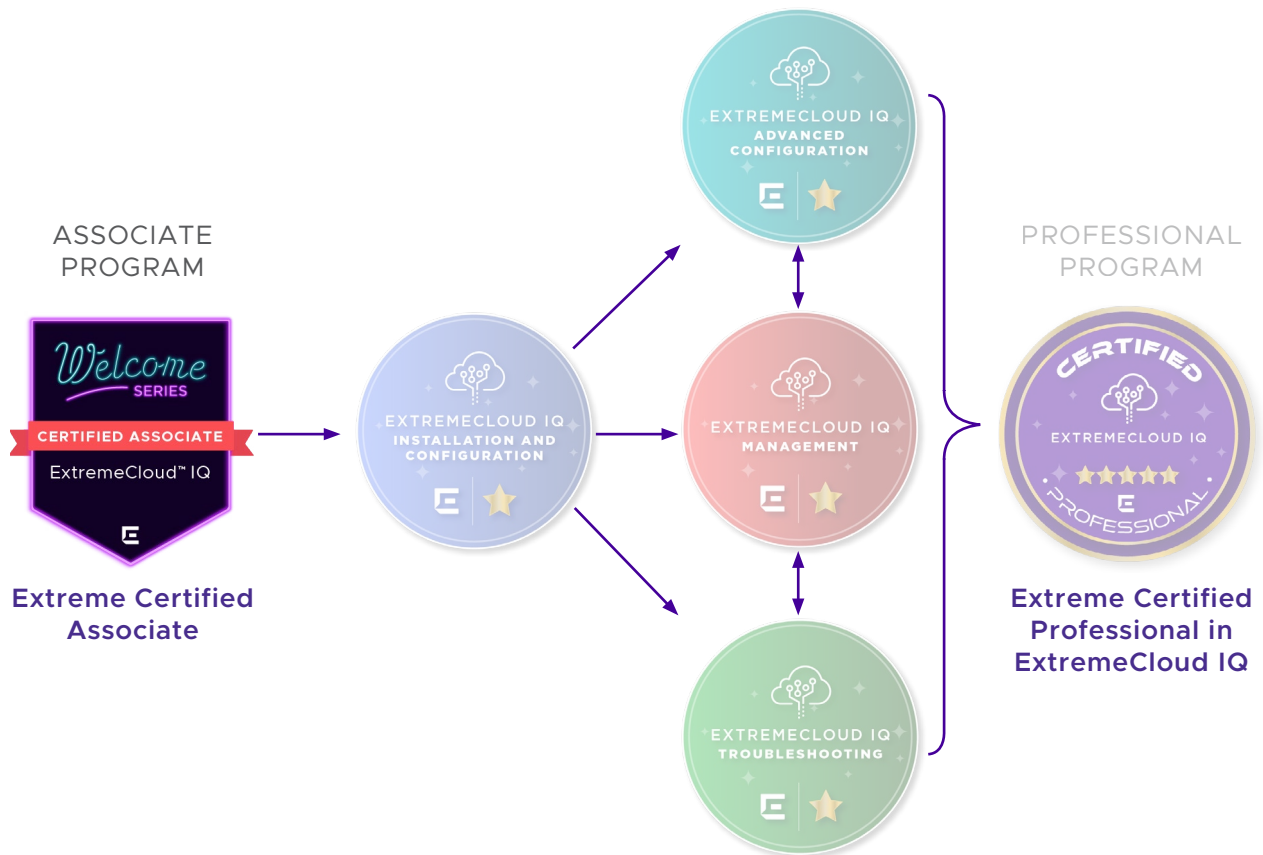 ASSOCIATE
PROGRAM
Welcome
SERIES
CERTIFIED ASSOCIATE
ExtremeCloud™ IQ
E
Extreme Certified
Associate
EXTREMECLOUD IQ
INSTALLATION AND
CONFIGURATION
E
EXTREMECLOUD IQ
ADVANCED
CONFIGURATION
E
EXTREMECLOUD IQ
MANAGEMENT
E
EXTREMECLOUD IQ
TROUBLESHOOTING
E
PROFESSIONAL
PROGRAM
CERTIFIED
EXTREMECLOUD IQ
E
PROFESSIONAL
Extreme Certified
Professional in
ExtremeCloud IQ